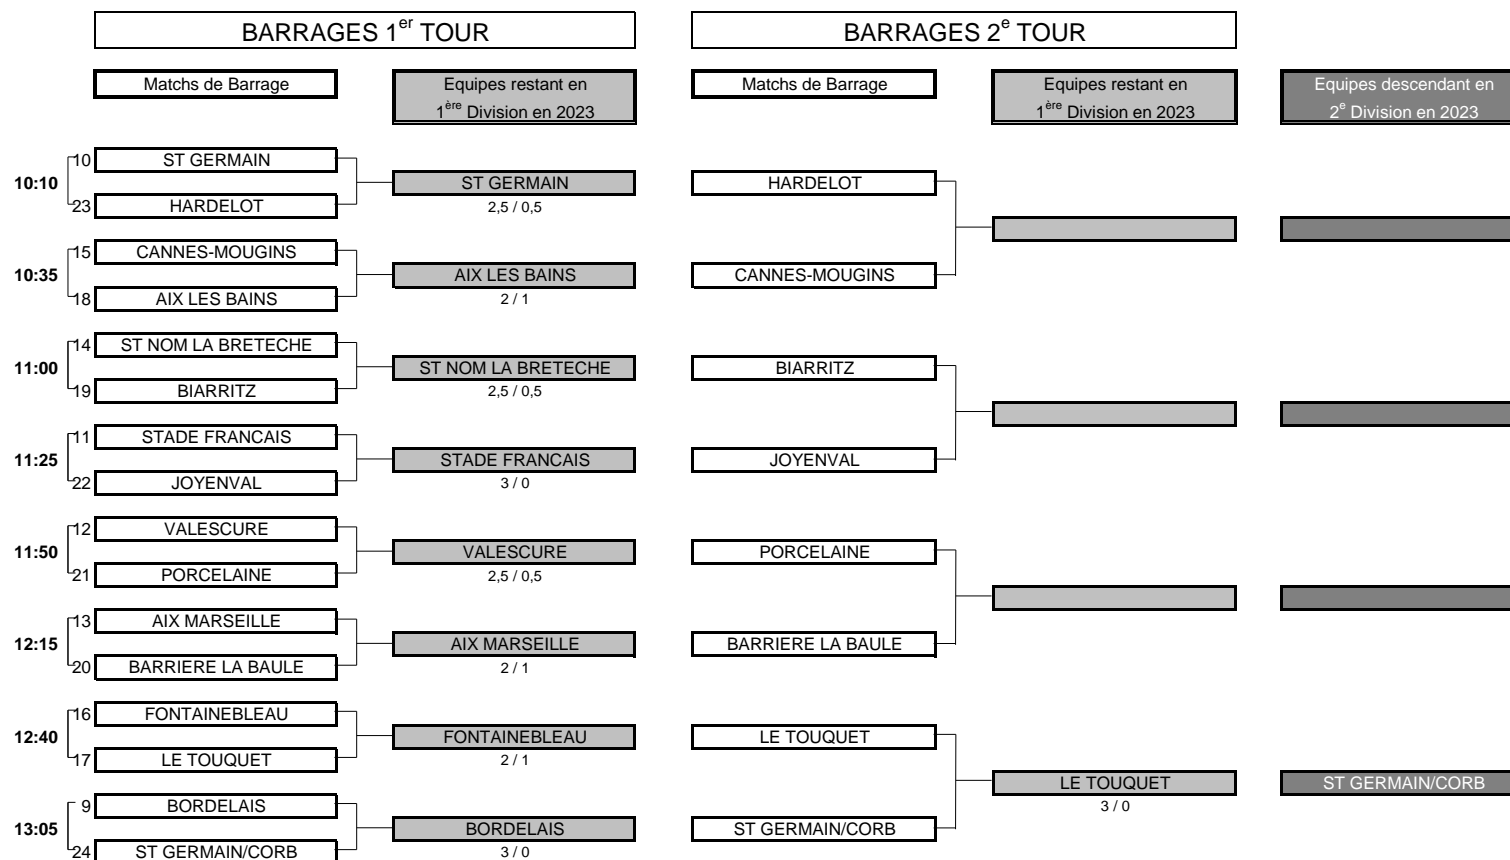 BARRAGES 1er TOUR
BARRAGES 2e TOUR
Matchs de Barrage
Equipes restant en
1ère Division en 2023
Matchs de Barrage
Equipes restant en
1ère Division en 2023
Equipes descendant en
2e Division en 2023
10 ST GERMAIN
10:10
ST GERMAIN
HARDELOT
23 HARDELOT
2,5 / 0,5
15 CANNES-MOUGINS
10:35
AIX LES BAINS
CANNES-MOUGINS
18 AIX LES BAINS
2 / 1
14 ST NOM LA BRETECHE
11:00
ST NOM LA BRETECHE
BIARRITZ
19 BIARRITZ
2,5 / 0,5
11 STADE FRANCAIS
11:25
STADE FRANCAIS
JOYENVAL
22 JOYENVAL
3 / 0
12 VALESCURE
11:50
VALESCURE
PORCELAINE
21 PORCELAINE
2,5 / 0,5
13 AIX MARSEILLE
12:15
AIX MARSEILLE
BARRIERE LA BAULE
20 BARRIERE LA BAULE
2 / 1
16 FONTAINEBLEAU
12:40
FONTAINEBLEAU
LE TOUQUET
17 LE TOUQUET
2 / 1
LE TOUQUET
ST GERMAIN/CORB
3 / 0
9 BORDELAIS
13:05
BORDELAIS
ST GERMAIN/CORB
24 ST GERMAIN/CORB
3 / 0